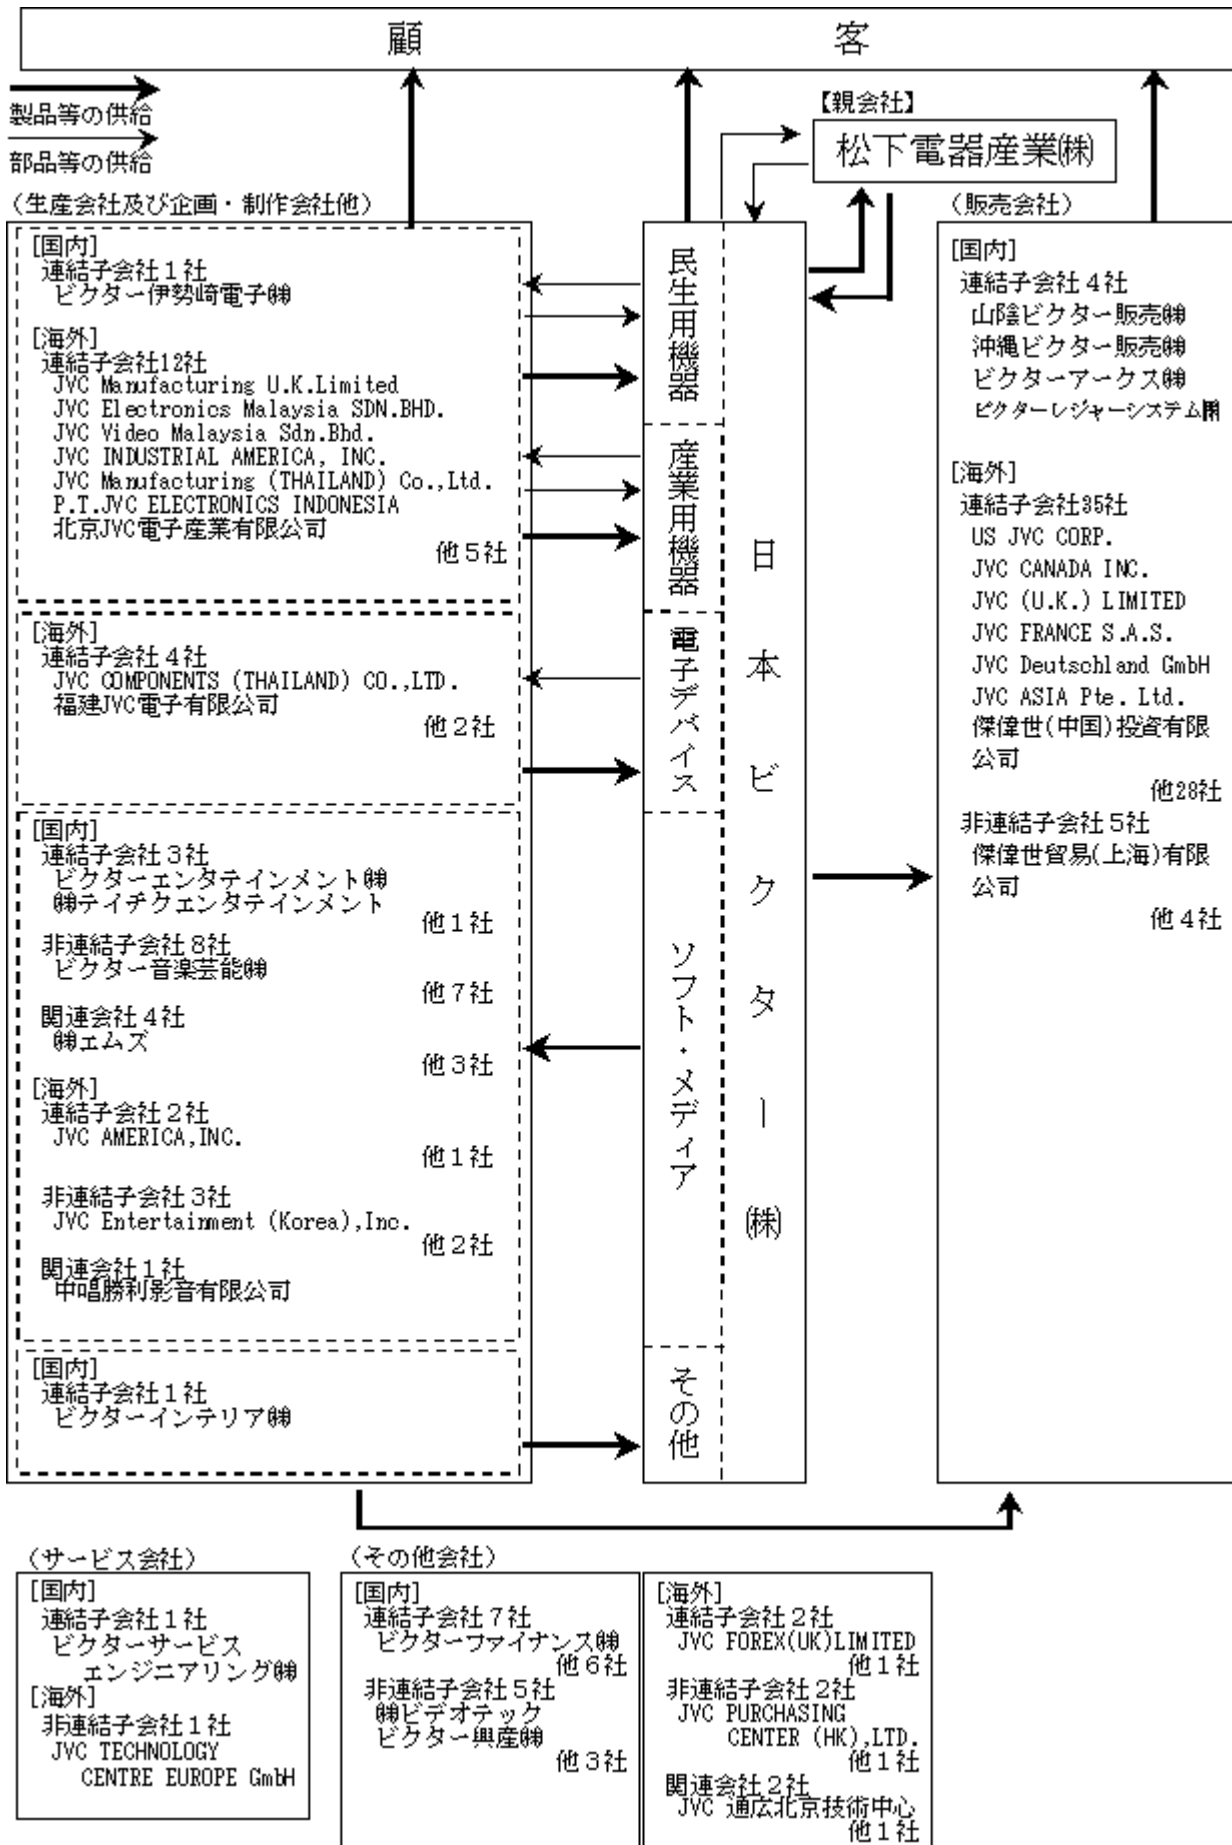 顧　客
製品等の供給
部品等の供給
【親会社】
松下電器産業㈱
（生産会社及び企画・制作会社他）
[国内]
連結子会社１社
ビクター伊勢崎電子㈱
[海外]
連結子会社12社
JVC Manufacturing U.K.Limited
JVC Electronics Malaysia SDN.BHD.
JVC Video Malaysia Sdn.Bhd.
JVC INDUSTRIAL AMERICA, INC.
JVC Manufacturing (THAILAND) Co.,Ltd.
P.T.JVC ELECTRONICS INDONESIA
北京JVC電子産業有限公司
他５社
[海外]
連結子会社４社
JVC COMPONENTS (THAILAND) CO.,LTD.
福建JVC電子有限公司
他２社
[国内]
連結子会社３社
ビクターエンタテインメント㈱
㈱テイチクエンタテインメント
他１社
非連結子会社８社
ビクター音楽芸能㈱
他７社
関連会社４社
㈱エムズ
他３社
[海外]
連結子会社２社
JVC AMERICA,INC.
他１社
非連結子会社３社
JVC Entertainment (Korea),Inc.
他２社
関連会社１社
中唱勝利影音有限公司
[国内]
連結子会社１社
ビクターインテリア㈱
民生用機器
産業用機器
電子デバイス
ソフト・メディア
その他
日本ビクター㈱
（販売会社）
[国内]
連結子会社４社
山陰ビクター販売㈱
沖縄ビクター販売㈱
ビクターアークス㈱
ビクターレジャーシステム㈱
[海外]
連結子会社35社
US JVC CORP.
JVC CANADA INC.
JVC (U.K.) LIMITED
JVC FRANCE S.A.S.
JVC Deutschland GmbH
JVC ASIA Pte. Ltd.
傑偉世(中国)投資有限
公司
他28社
非連結子会社５社
傑偉世貿易(上海)有限
公司
他４社
（サービス会社）
[国内]
連結子会社１社
ビクターサービス
エンジニアリング㈱
[海外]
非連結子会社１社
JVC TECHNOLOGY
CENTRE EUROPE GmbH
（その他会社）
[国内]
連結子会社７社
ビクターファイナンス㈱
他６社
非連結子会社５社
㈱ビデオテック
ビクター興産㈱
他３社
[海外]
連結子会社２社
JVC FOREX(UK)LIMITED
他１社
非連結子会社２社
JVC PURCHASING
CENTER (HK),LTD.
他１社
関連会社２社
JVC 通広北京技術中心
他１社